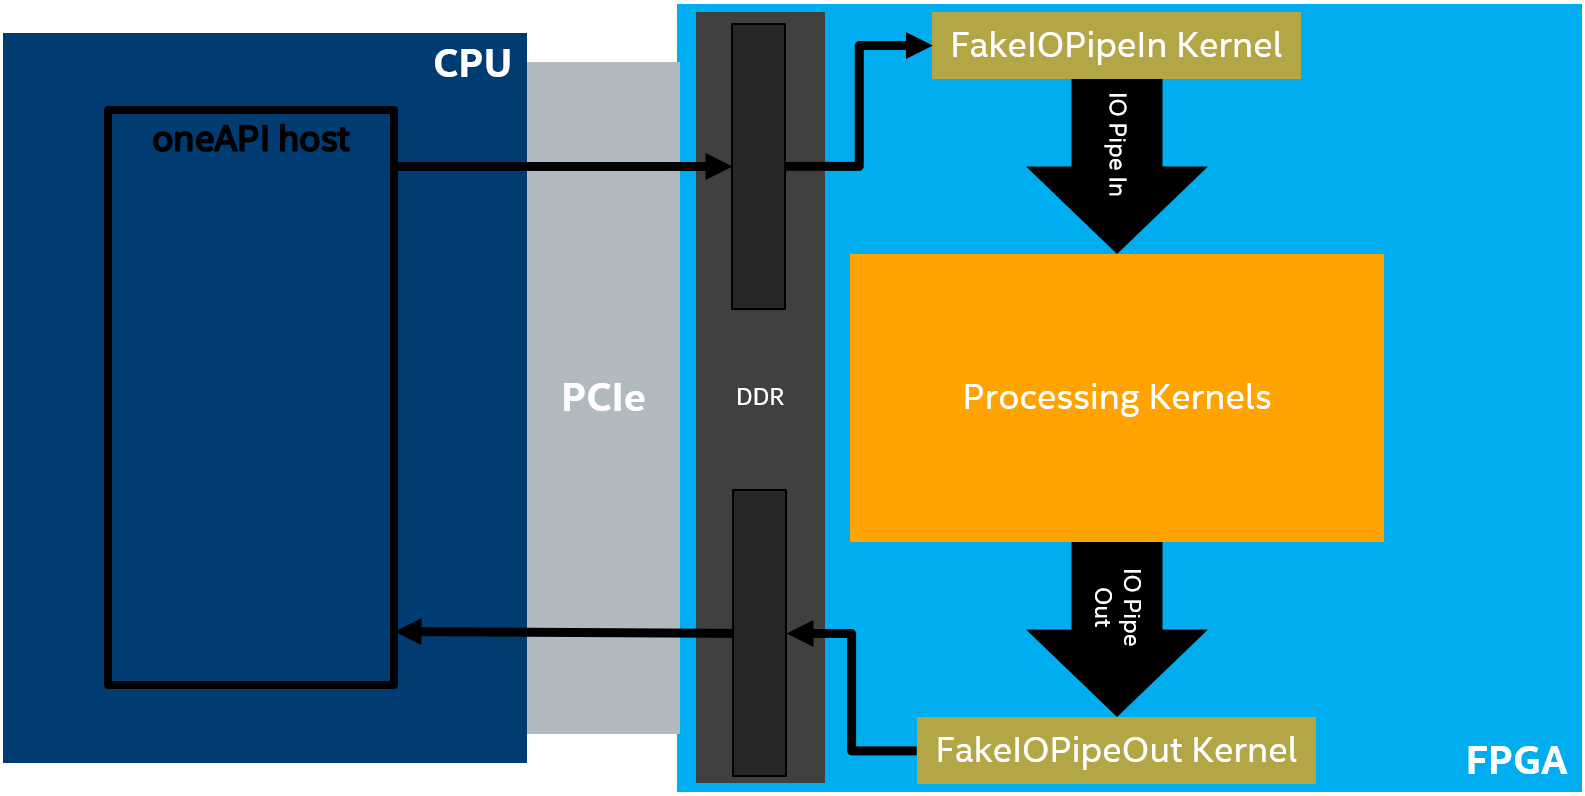 CPU
oneAPI host
PCIe
DDR
FakeIOPipeIn Kernel
IO Pipe In
Processing Kernels
IO Pipe
Out
FakeIOPipeOut Kernel
FPGA